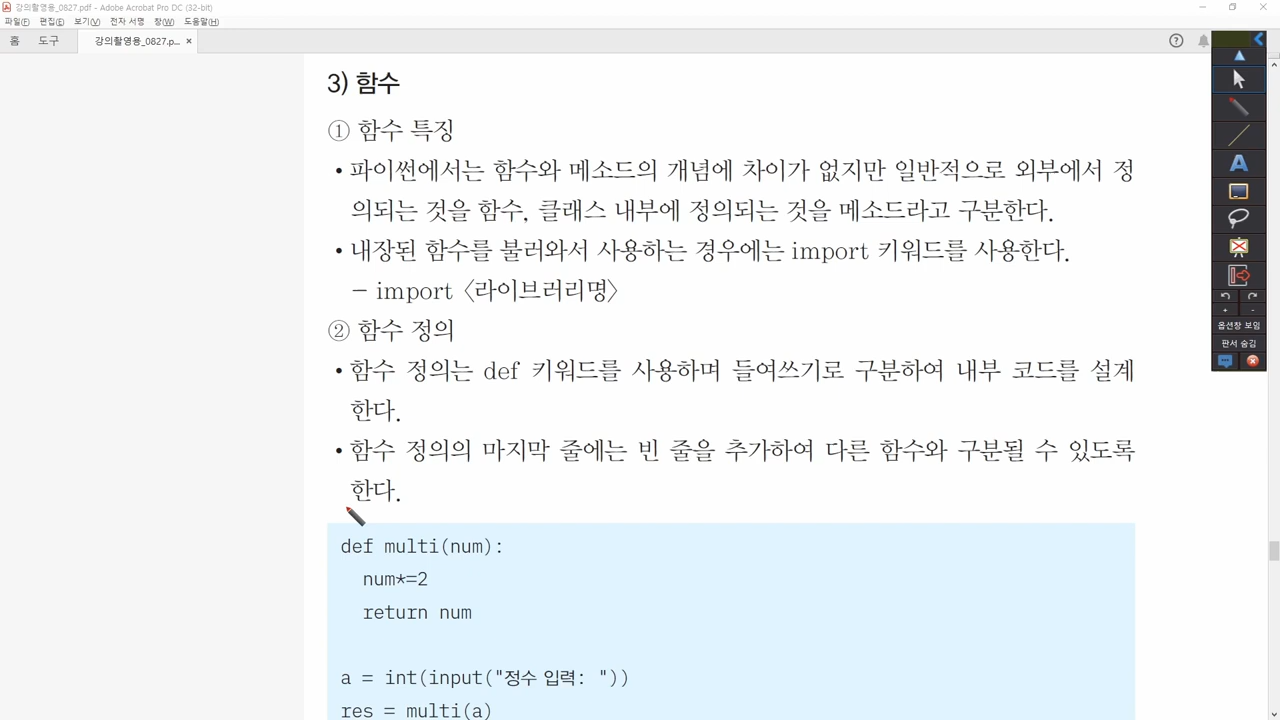 강의촬영용_0827.pdf - Adobe Acrobat Pro DC (32-bit)
파일(F) 편집(E) 보기(V) 전자 서명 창(W) 도움말(H)
홈 도구 강의촬영용_0827.p... ×
3) 함수
① 함수 특징
• 파이썬에서는 함수와 메소드의 개념에 차이가 없지만 일반적으로 외부에서 정
의되는 것을 함수, 클래스 내부에 정의되는 것을 메소드라고 구분한다.
• 내장된 함수를 불러와서 사용하는 경우에는 import 키워드를 사용한다.
− import 〈라이브러리명〉
② 함수 정의
• 함수 정의는 def 키워드를 사용하며 들여쓰기로 구분하여 내부 코드를 설계
한다.
• 함수 정의의 마지막 줄에는 빈 줄을 추가하여 다른 함수와 구분될 수 있도록
한다.
def multi(num):
num*=2
return num
a = int(input("정수 입력: "))
res = multi(a)
옵션창 보임
판서 숨김